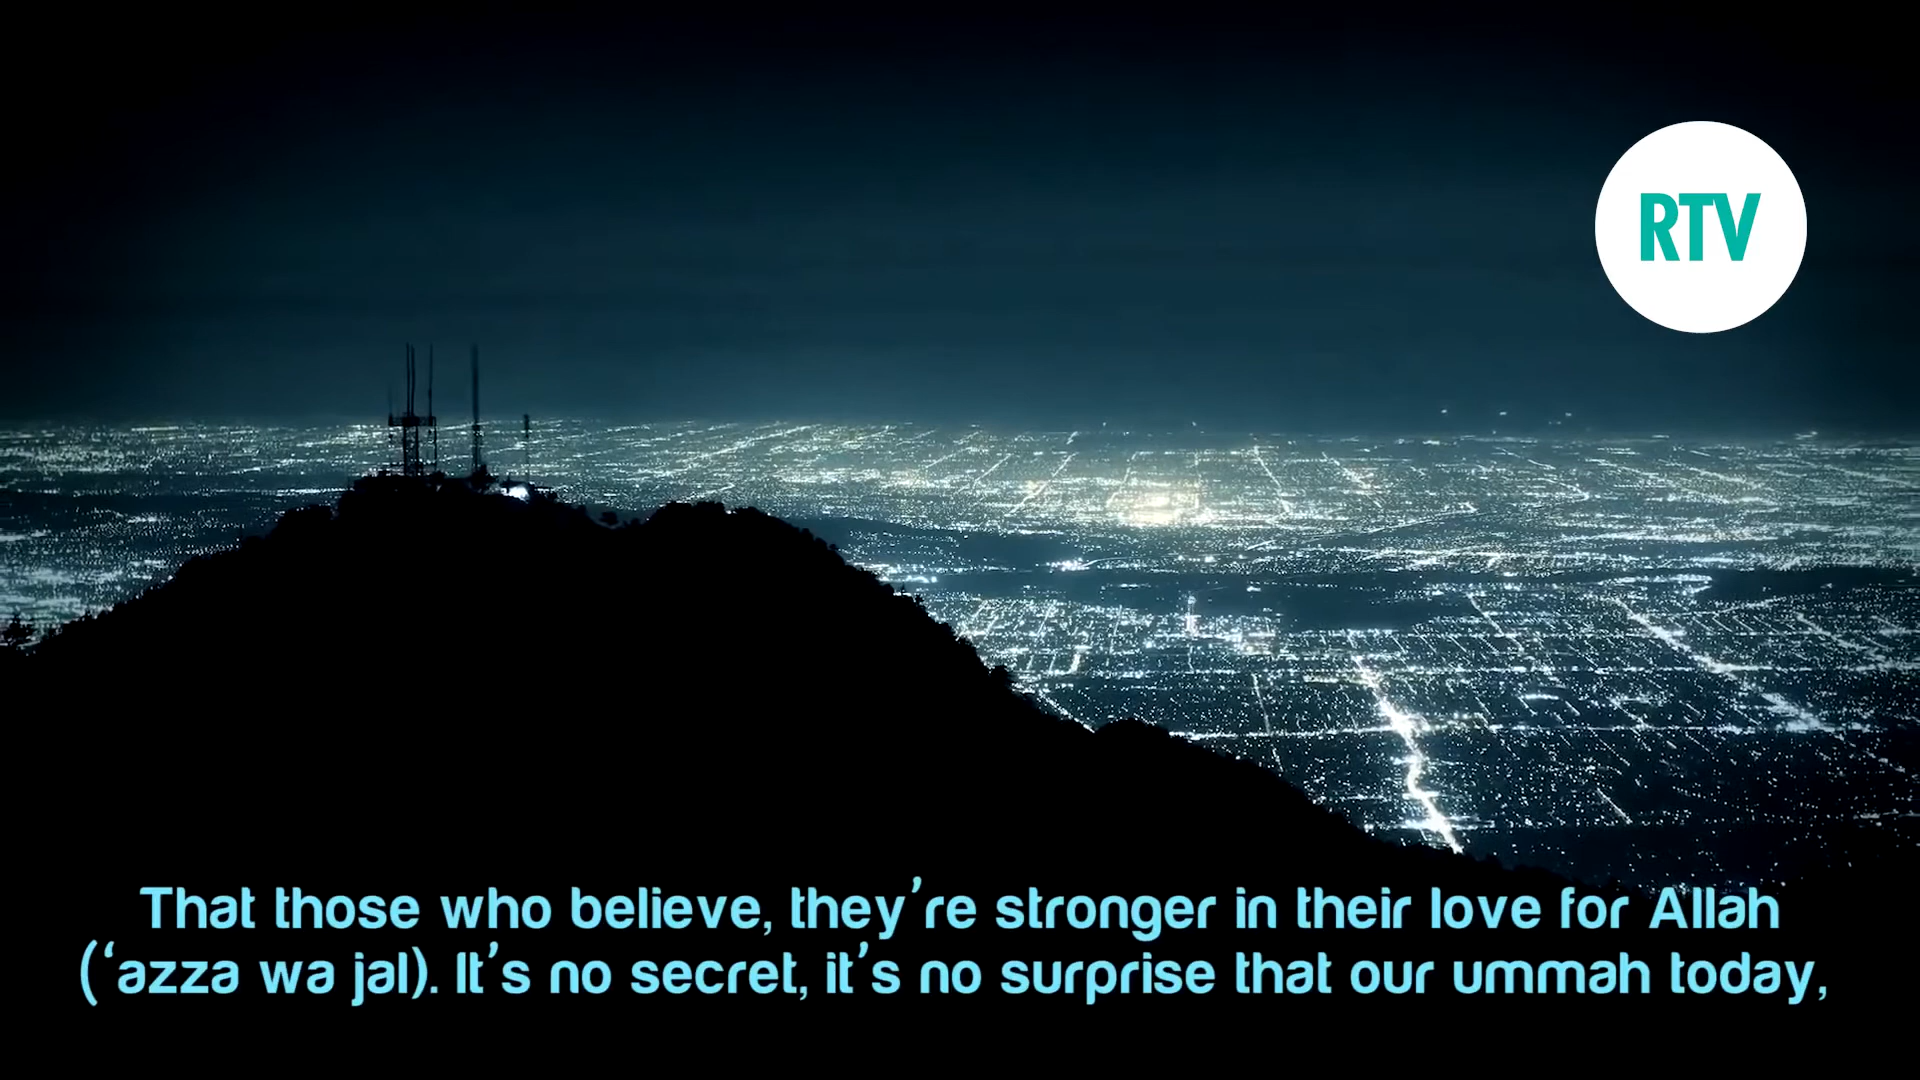 RTV
That those who believe, they’re stronger in their love for Allah
(‘azza wa jal). It’s no secret, it’s no surprise that our ummah today,